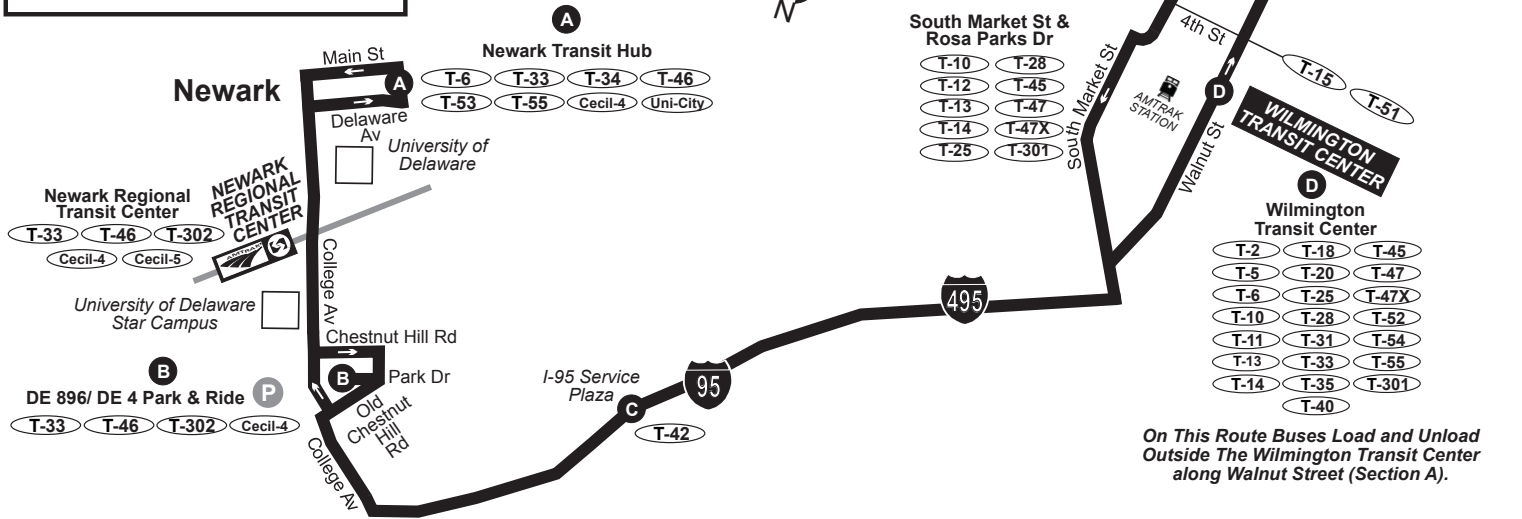 N
A
Newark Transit Hub
T-6 T-33 T-34 T-46
T-53 T-55 Cecil-4 Uni-City
Main St
A
Newark
Delaware
Av
University of
Delaware
NEWARK
REGIONAL
TRANSIT
CENTER
AMTRAK
Newark Regional
Transit Center
T-33 T-46 T-302
Cecil-4 Cecil-5
College Av
University of Delaware
Star Campus
Chestnut Hill Rd
B
Park Dr
Old
Chestnut
Hill
Rd
B
DE 896/ DE 4 Park & Ride P
T-33 T-46 T-302 Cecil-4
College Av
I-95 Service
Plaza
C
95
T-42
495
South Market St &
Rosa Parks Dr
T-10 T-28
T-12 T-45
T-13 T-47
T-14 T-47X
T-25 T-301
South Market St
4th St
T-15
T-51
AMTRAK
STATION
D
Walnut St
WILMINGTON
TRANSIT CENTER
D
Wilmington
Transit Center
T-2 T-18 T-45
T-5 T-20 T-47
T-6 T-25 T-47X
T-10 T-28 T-52
T-11 T-31 T-54
T-13 T-33 T-55
T-14 T-35 T-301
T-40
On This Route Buses Load and Unload
Outside The Wilmington Transit Center
along Walnut Street (Section A).